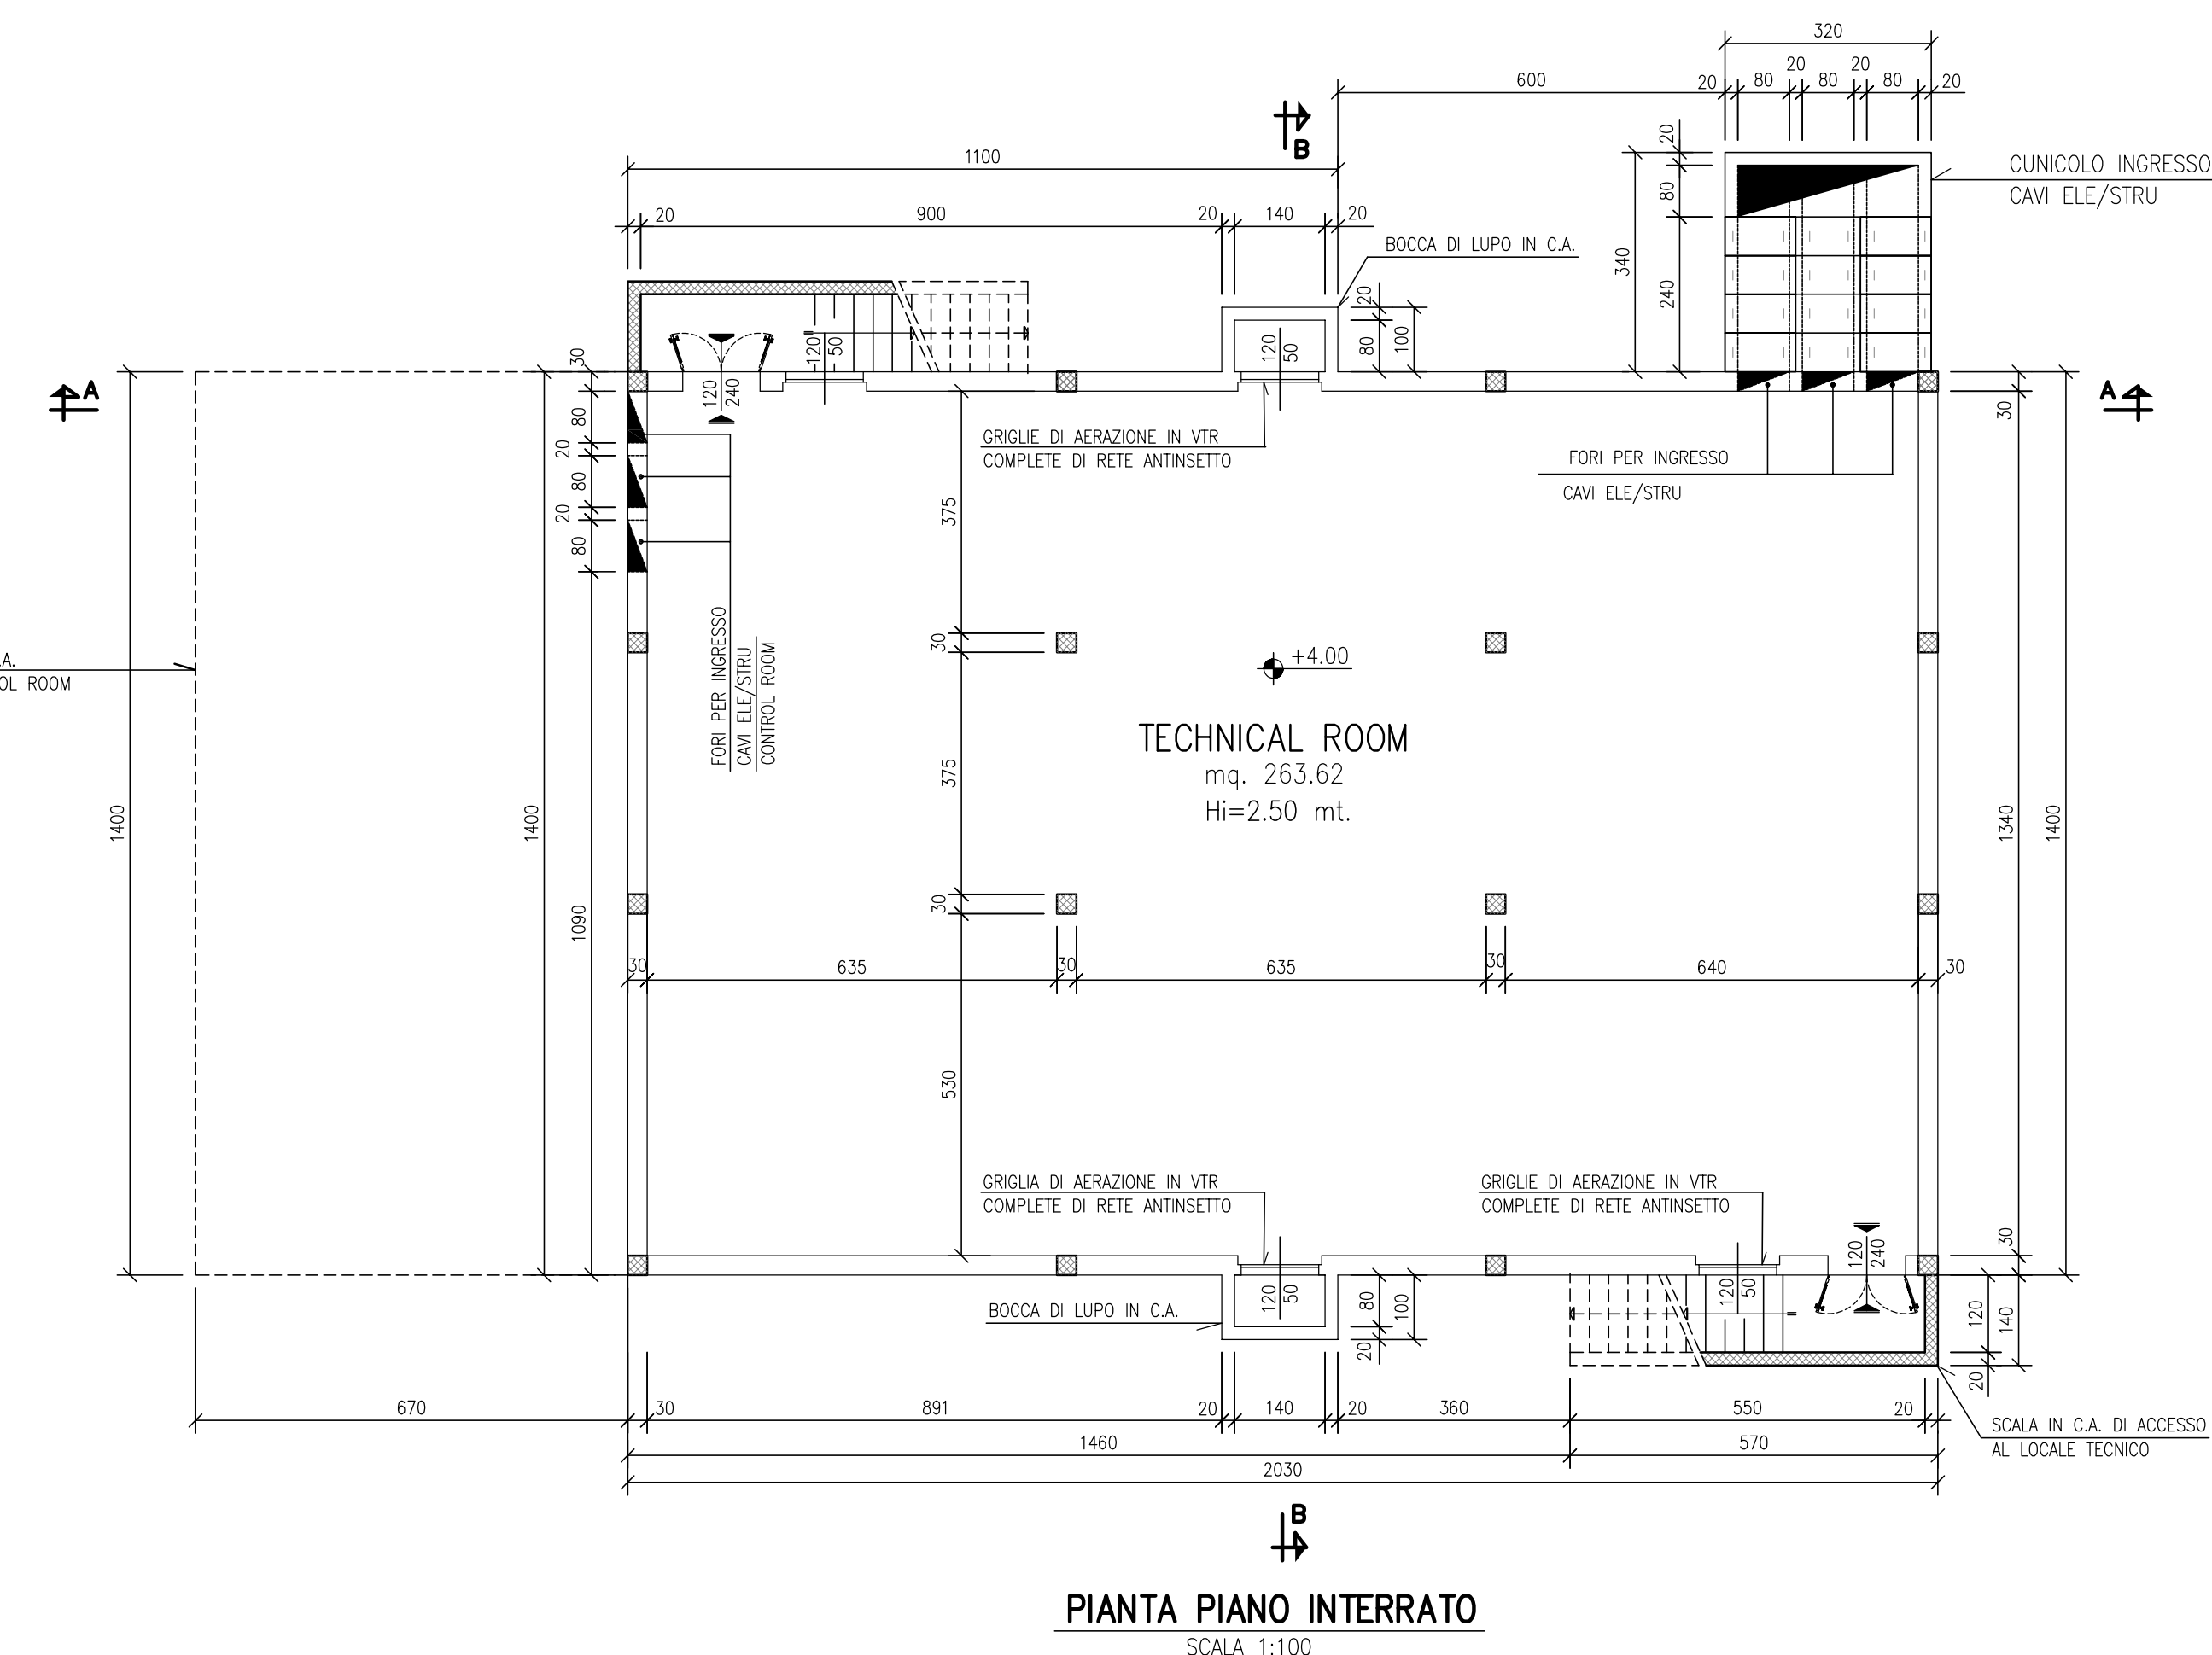 320
600
20
80
20
80
20
80
20
B
1100
20
900
20
140
20
CUNICOLO INGRESSO
CAVI ELE/STRU
BOCCA DI LUPO IN C.A.
20
80
340
240
20
80
100
120
50
120
50
30
A
A
120
240
80
20
80
20
80
GRIGLIE DI AERAZIONE IN VTR
COMPLETE DI RETE ANTINSETTO
FORI PER INGRESSO
CAVI ELE/STRU
30
375
30
375
30
530
FORI PER INGRESSO
CAVI ELE/STRU
CONTROL ROOM
OL ROOM
+4.00
TECHNICAL ROOM
mq. 263.62
Hi=2.50 mt.
1400
1400
1090
1340
1400
30
635
30
635
30
640
30
GRIGLIA DI AERAZIONE IN VTR
COMPLETE DI RETE ANTINSETTO
GRIGLIE DI AERAZIONE IN VTR
COMPLETE DI RETE ANTINSETTO
120
240
30
BOCCA DI LUPO IN C.A.
120
50
80
100
20
120
50
120
140
20
670
30
891
20
140
20
360
550
20
1460
570
2030
SCALA IN C.A. DI ACCESSO
AL LOCALE TECNICO
B
PIANTA PIANO INTERRATO
SCALA 1:100